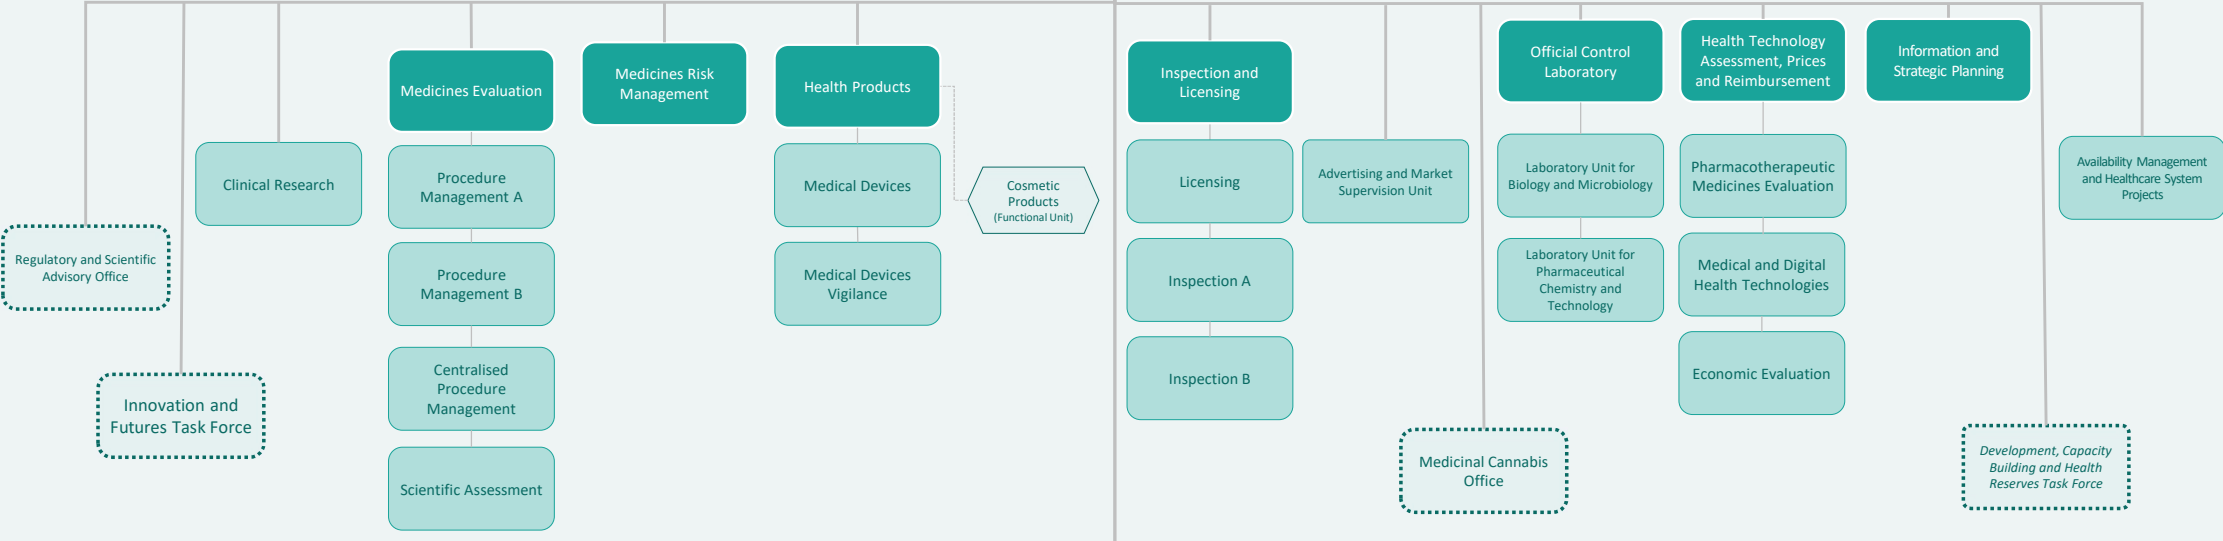 Regulatory and Scientific
Advisory Office
Innovation and
Futures Task Force
Clinical Research
Medicines Evaluation
Procedure
Management A
Procedure
Management B
Centralised
Procedure
Management
Scientific Assessment
Medicines Risk
Management
Health Products
Medical Devices
Medical Devices
Vigilance
Cosmetic
Products
(Functional Unit)
Inspection and
Licensing
Licensing
Inspection A
Inspection B
Advertising and Market
Supervision Unit
Medicinal Cannabis
Office
Official Control
Laboratory
Laboratory Unit for
Biology and Microbiology
Laboratory Unit for
Pharmaceutical
Chemistry and
Technology
Health Technology
Assessment, Prices
and Reimbursement
Pharmacotherapeutic
Medicines Evaluation
Medical and Digital
Health Technologies
Economic Evaluation
Information and
Strategic Planning
Development, Capacity
Building and Health
Reserves Task Force
Availability Management
and Healthcare System
Projects